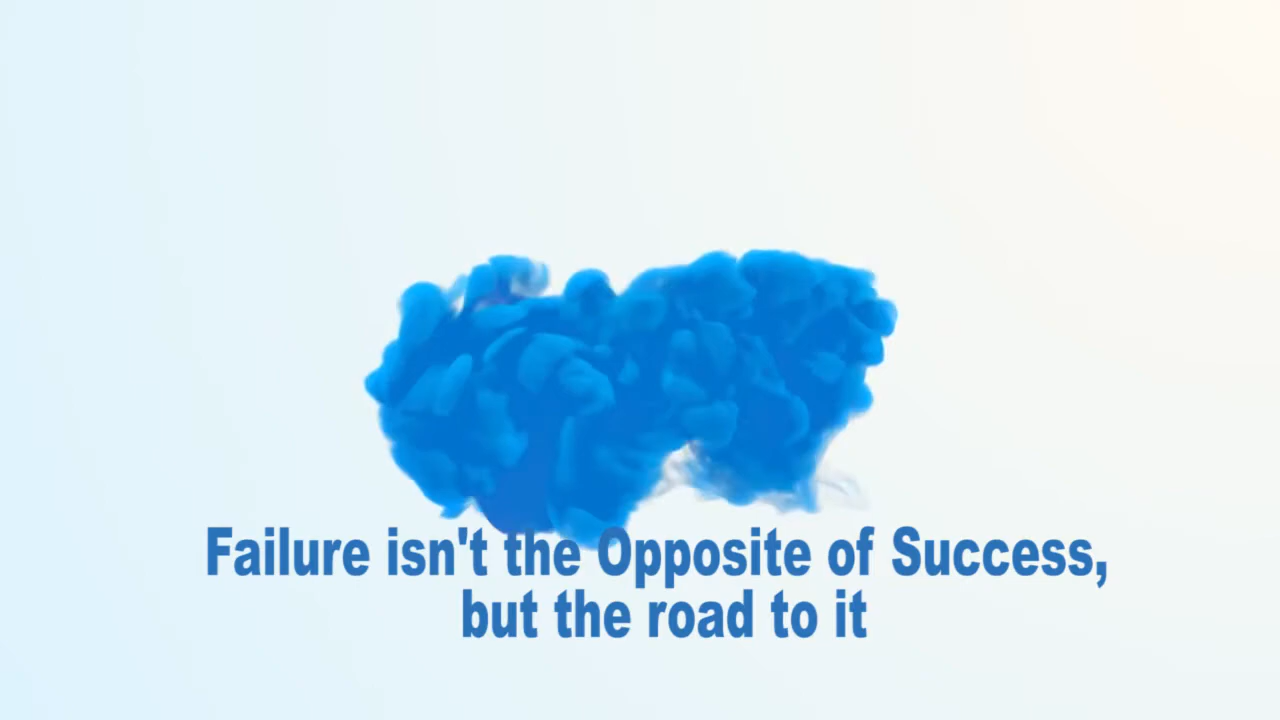 Failure isn't the Opposite of Success,
but the road to it